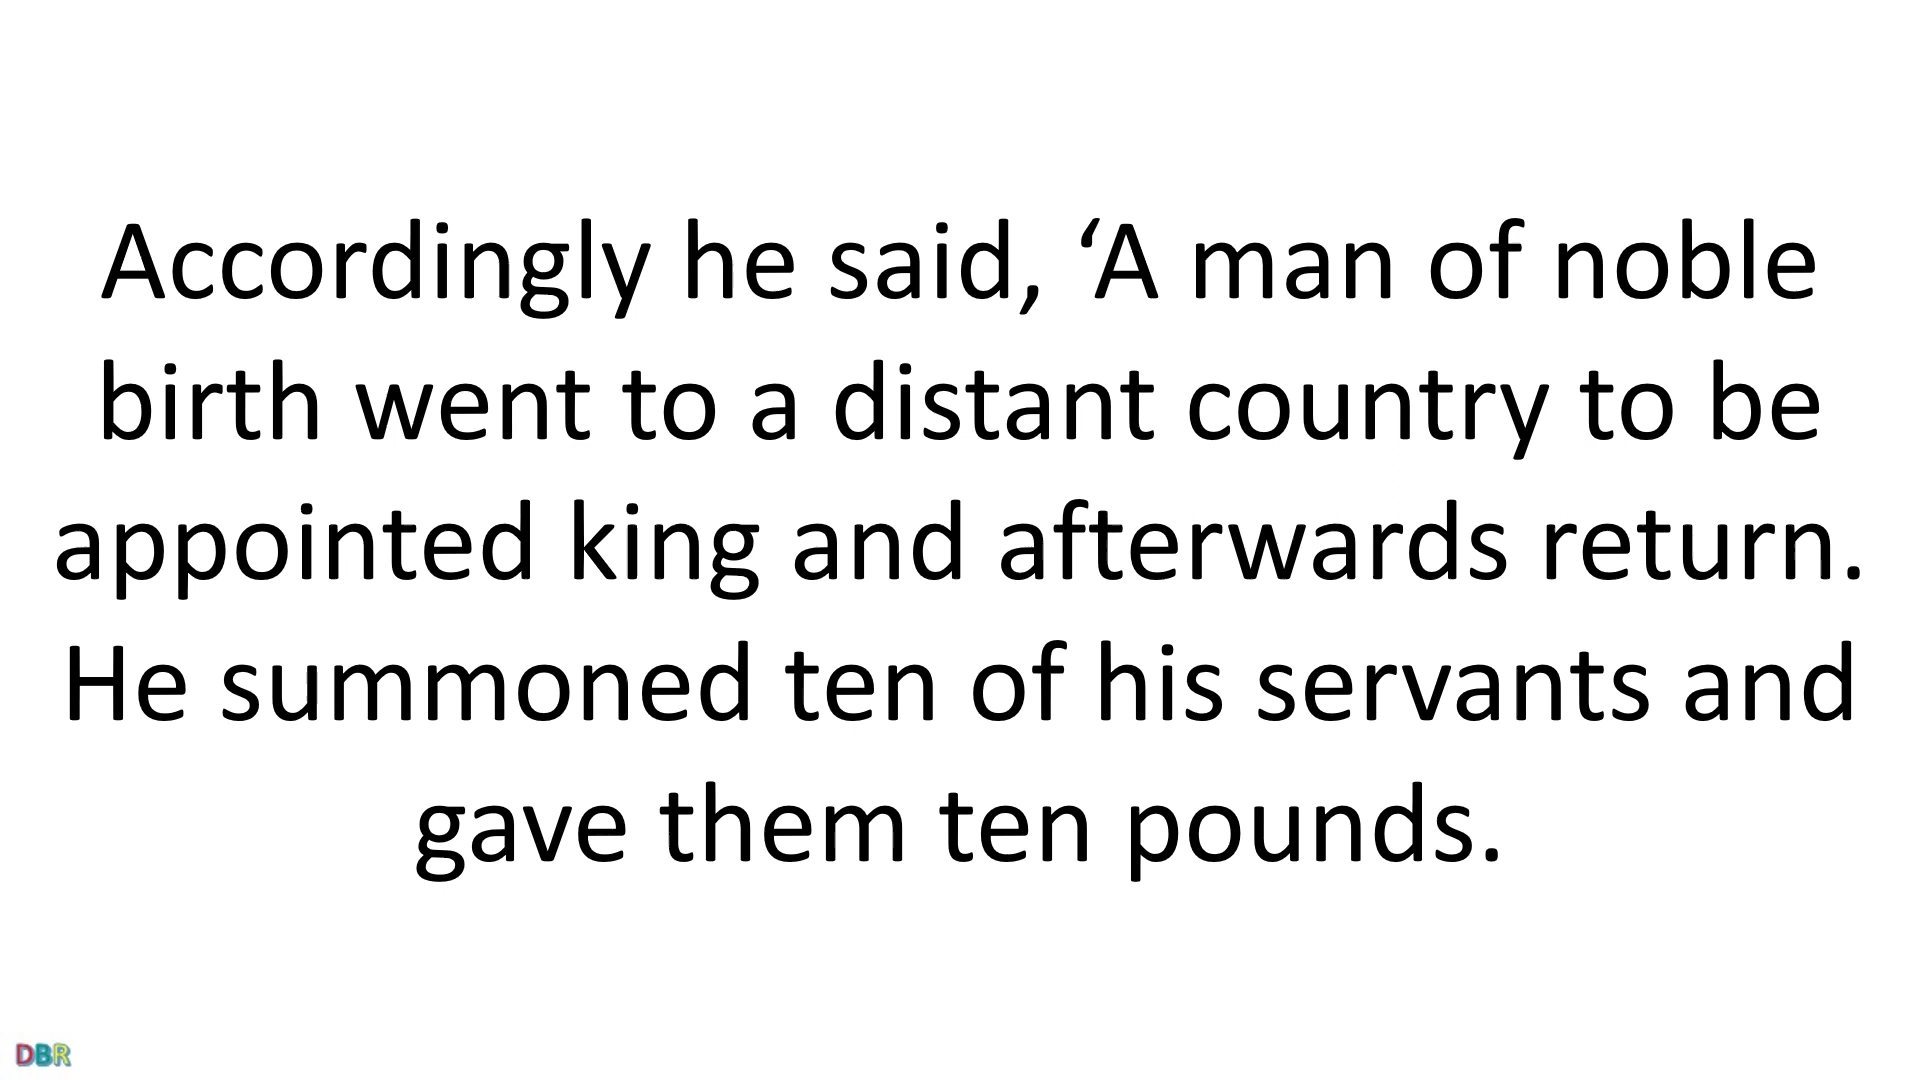 Accordingly he said, ‘A man of noble
birth went to a distant country to be
appointed king and afterwards return.
He summoned ten of his servants and
gave them ten pounds.
DBR